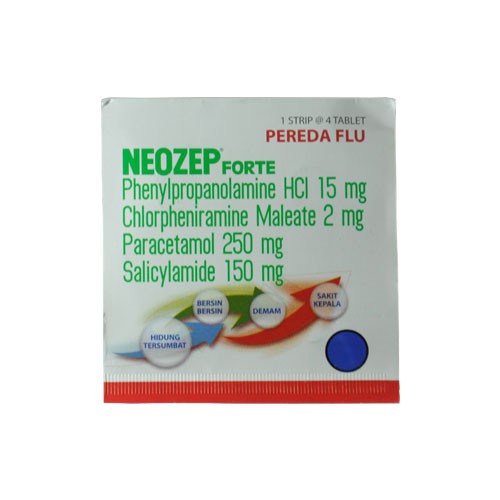 1 STRIP @ 4 TABLET
PEREDA FLU
NEOZEP® FORTE
Phenylpropanolamine HCl 15 mg
Chlorpheniramine Maleate 2 mg
Paracetamol 250 mg
Salicylamide 150 mg
HIDUNG
TERSUMBAT
BERSIN
BERSIN
DEMAM
SAKIT
KEPALA